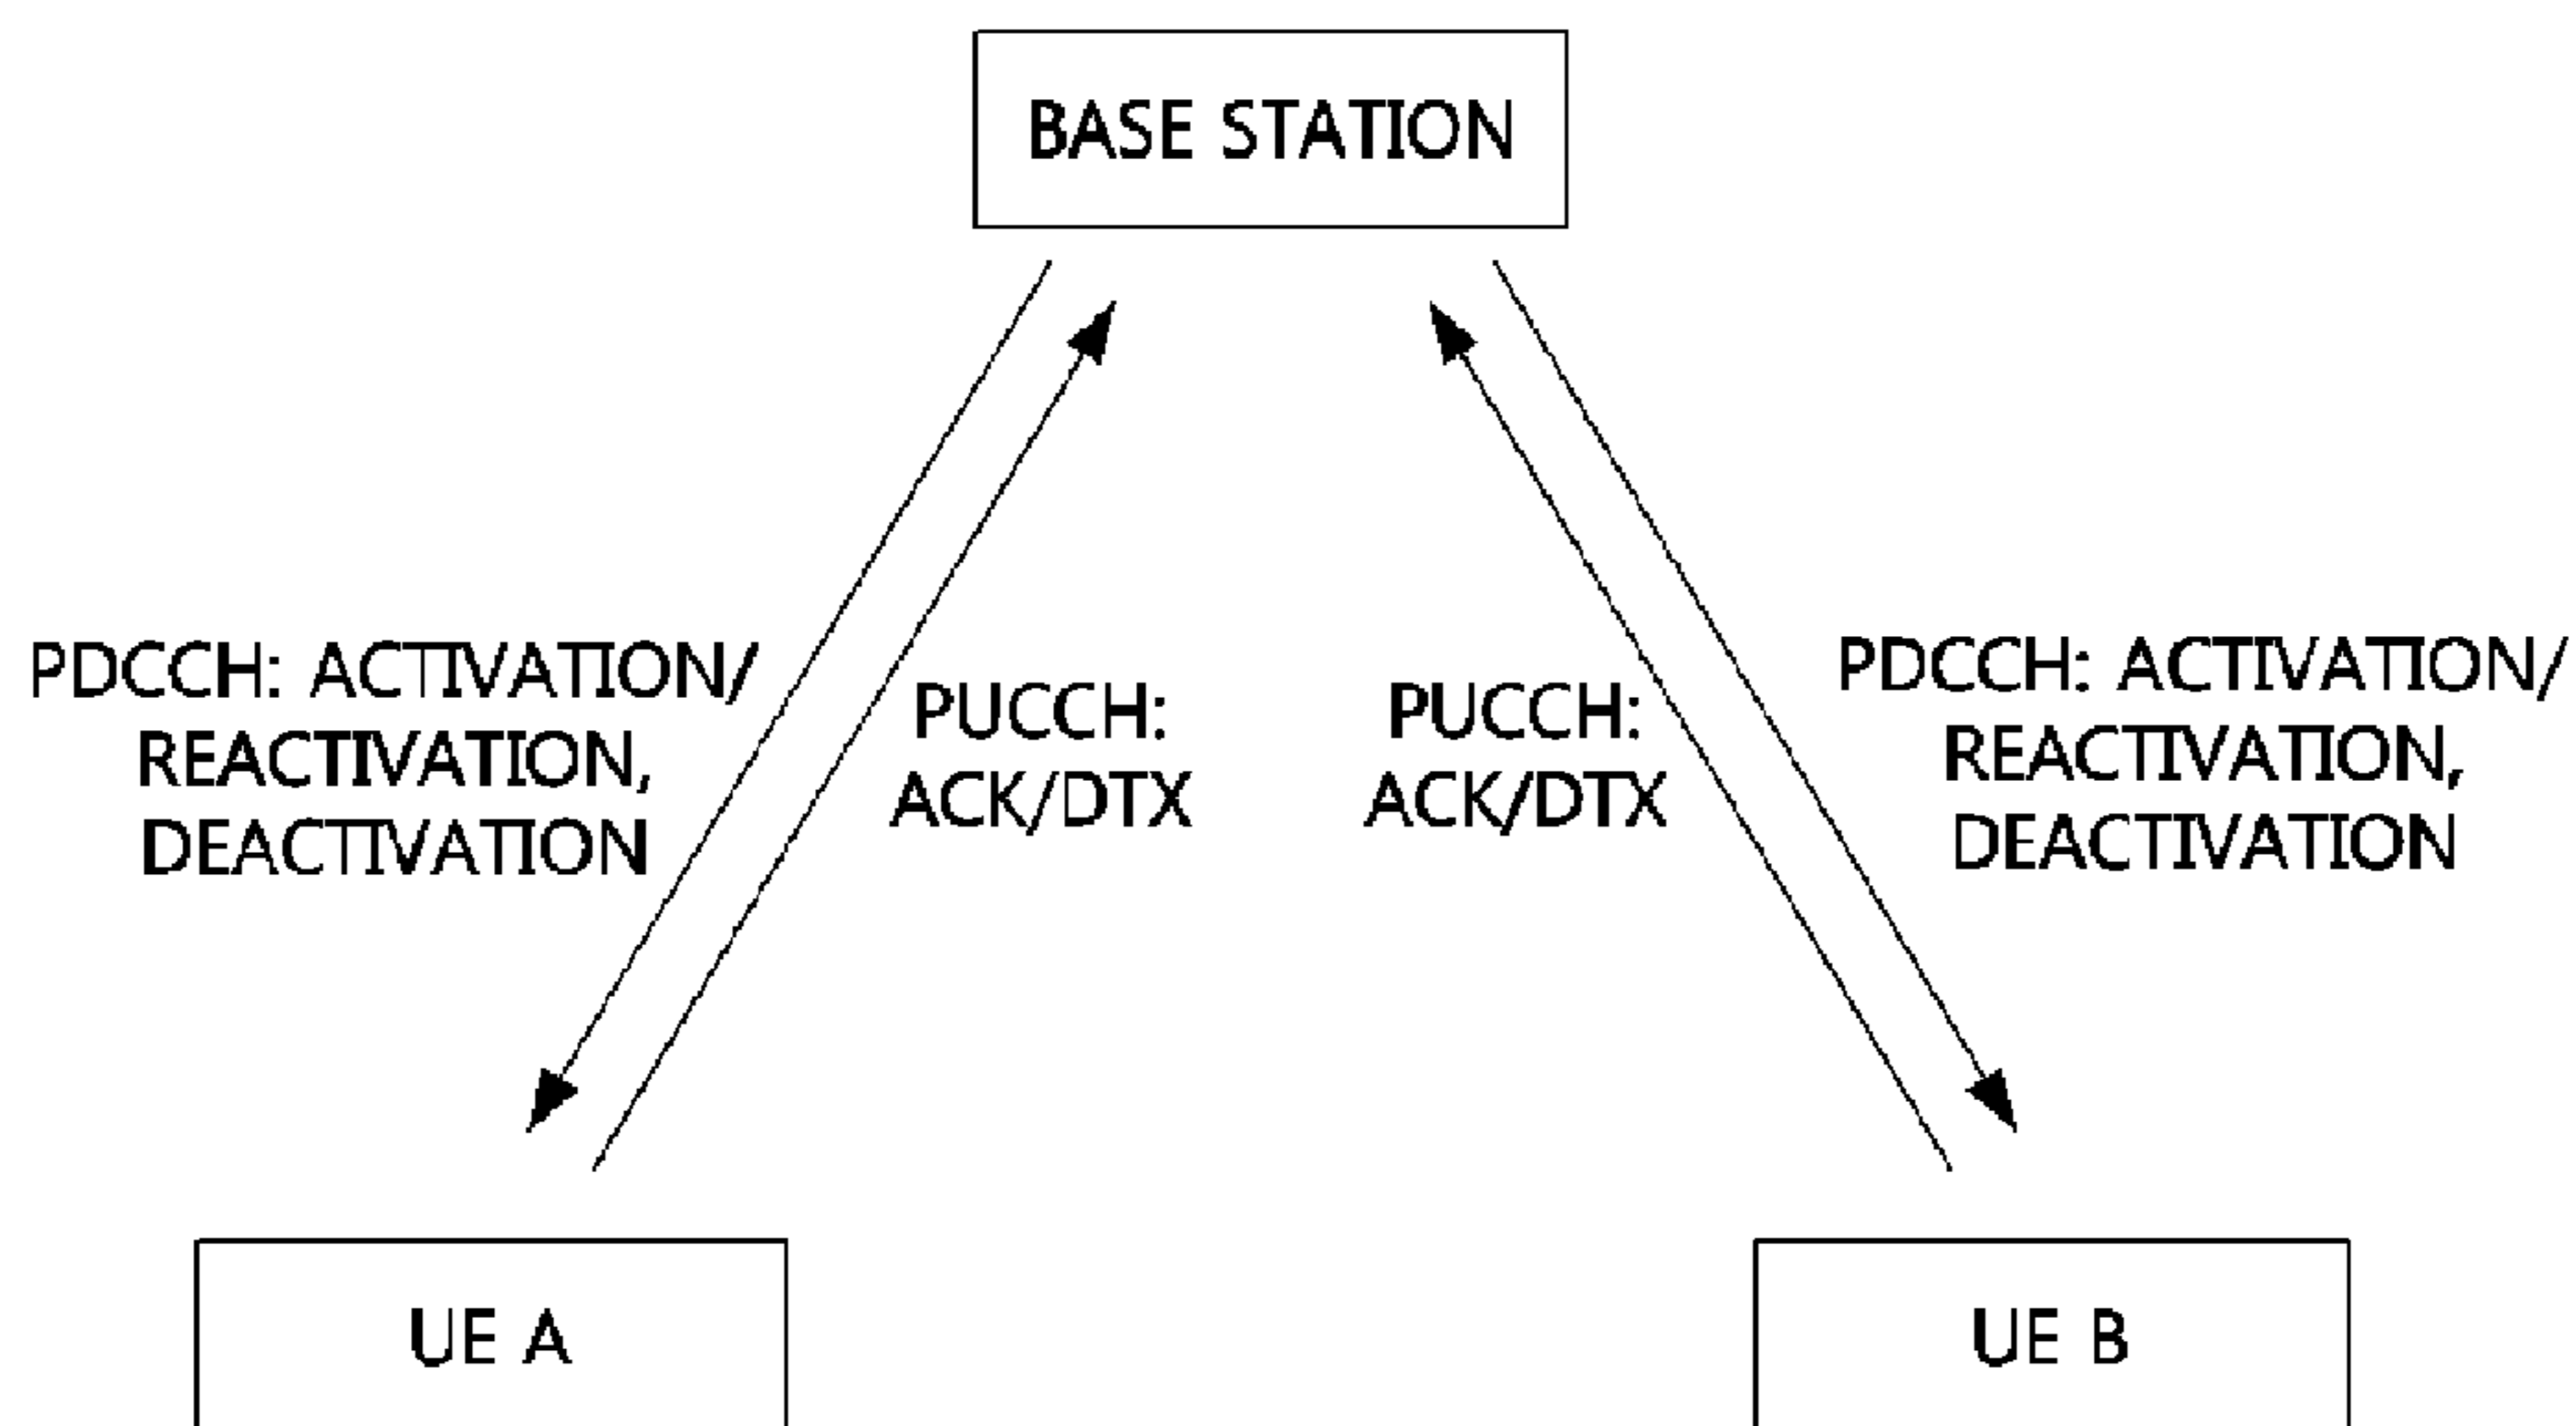 BASE STATION
PDCCH: ACTIVATION/
REACTIVATION,
DEACTIVATION
PUCCH:
ACK/DTX
PUCCH:
ACK/DTX
PDCCH: ACTIVATION/
REACTIVATION,
DEACTIVATION
UE A
UE B